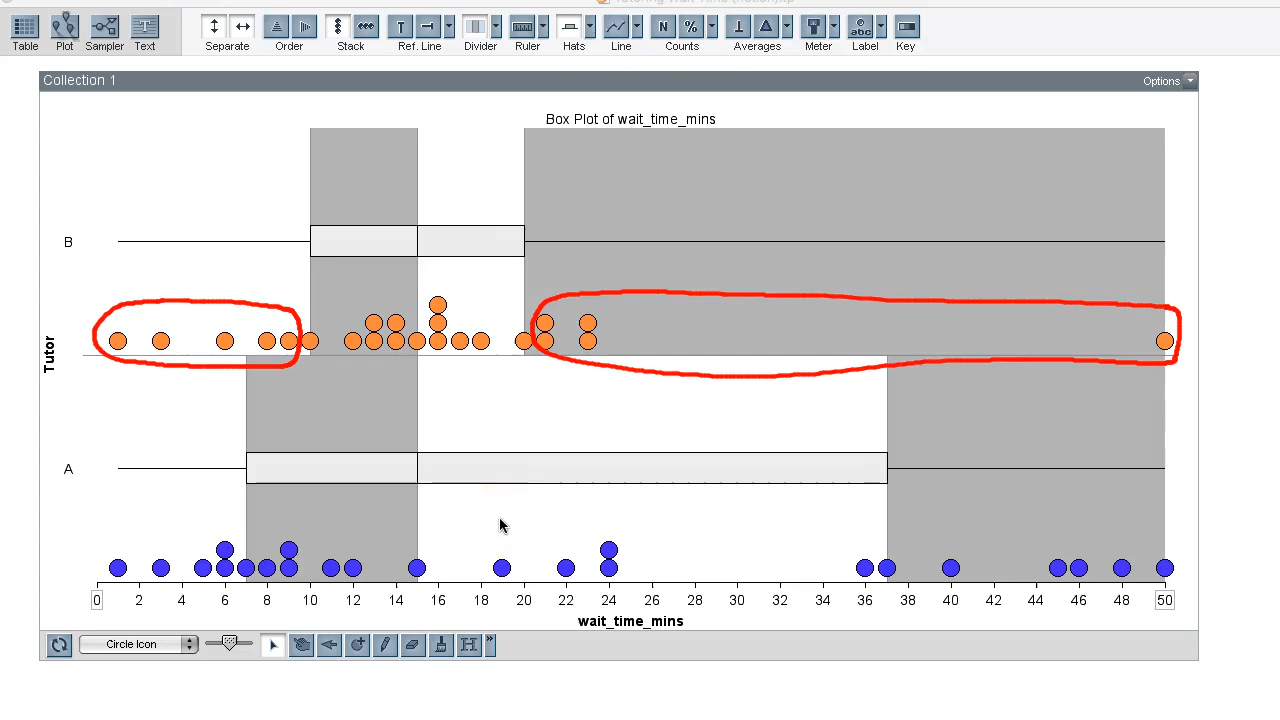 Table Plot Sampler Text Separate Order Stack Ref. Line Divider Ruler Hats Line Counts Averages Meter Label Key
T N % abc
Collection 1 Options
Box Plot of wait_time_mins
B
Tutor
A
0 2 4 6 8 10 12 14 16 18 20 22 24 26 28 30 32 34 36 38 40 42 44 46 48 50
wait_time_mins
Circle Icon